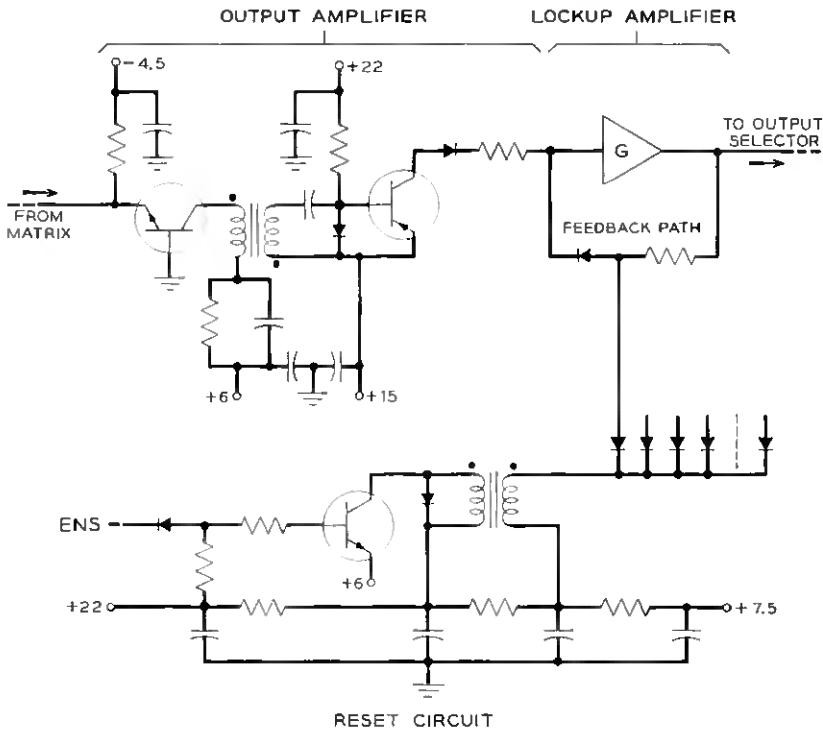 OUTPUT AMPLIFIER
LOCKUP AMPLIFIER
-4.5
+22
TO OUTPUT
SELECTOR
G
FROM
MATRIX
FEEDBACK PATH
+6
+15
ENS
+6
+22
+7.5
RESET CIRCUIT